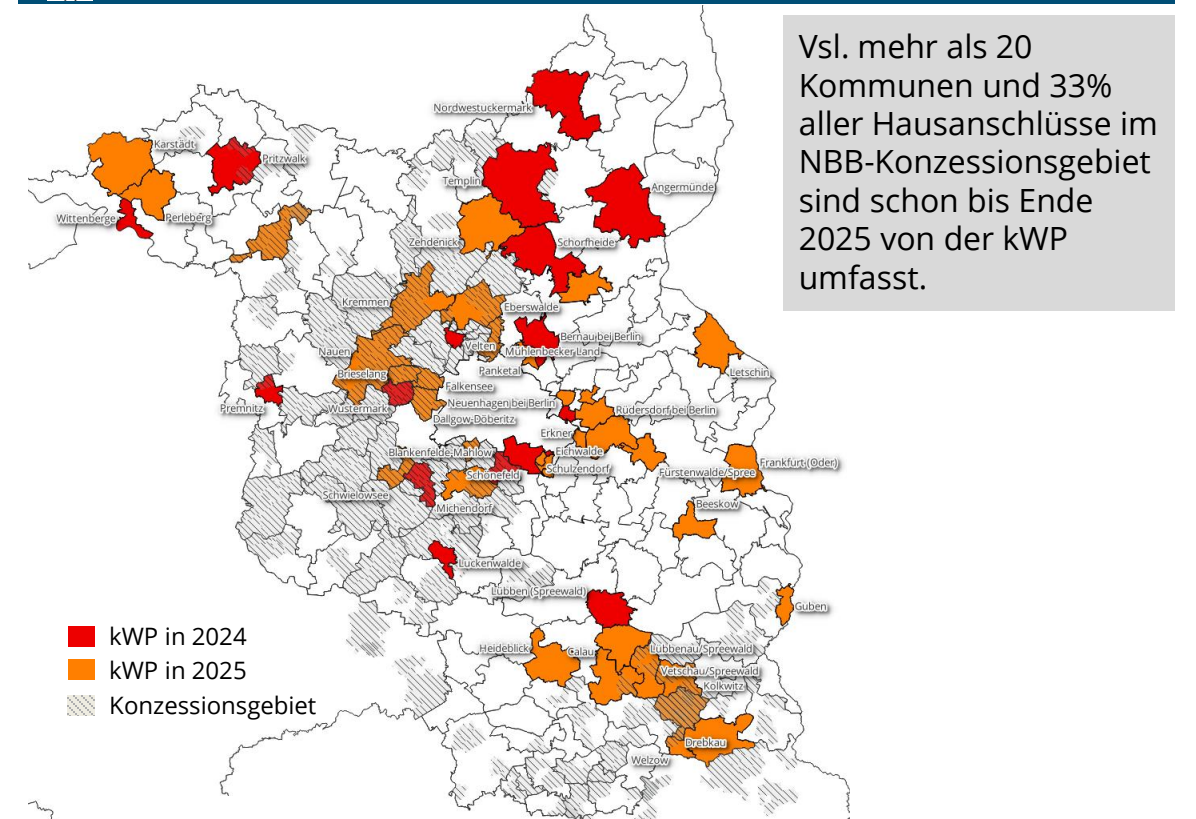 Vsl. mehr als 20
Kommunen und 33%
aller Hausanschlüsse im
NBB-Konzessionsgebiet
sind schon bis Ende
2025 von der kWP
umfasst.
Nordwestuckermark
Karstädt
Pritzwalk
Templin
Angermünde
Wittenberge
Perleberg
Zehdenick
Schorfheide
Kremmen
Eberswalde
Bernau bei Berlin
Velten
Mühlenbecker Land
Nauen
Panketal
Letschin
Brieselang
Falkensee
Premnitz
Wustermark
Neuenhagen bei Berlin
Rüdersdorf bei Berlin
Dallgow-Döberitz
Erkner
Blankenfelde-Mahlow
Eichwalde
Schulzendorf
Frankfurt (Oder)
Schönefeld
Fürstenwalde/Spree
Schwielowsee
Michendorf
Beeskow
Luckenwalde
Lübben (Spreewald)
Guben
kWP in 2024
kWP in 2025
Konzessionsgebiet
Heideblick
Calau
Lübbenau/Spreewald
Vetschau/Spreewald
Kolkwitz
Drebkau
Welzow